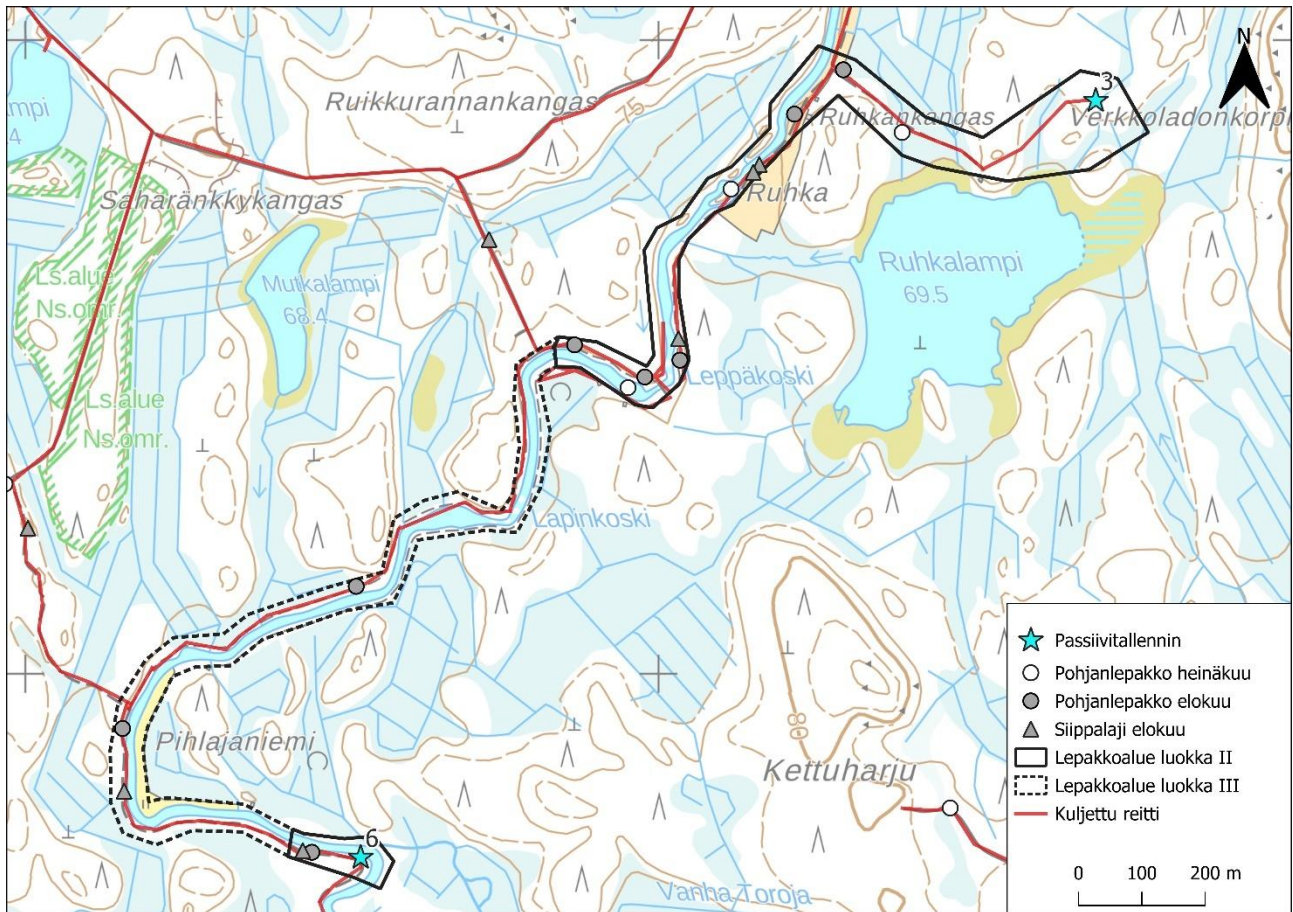 N
3
Ruikkurannankangas
75
Ruhkankangas
Verkkoladonkorpi
ampi
4
Saharänkkykangas
Ruhka
Ls.alue
Ns.omr.
Mutkalampi
68.4
Ruhkalampi
69.5
Leppäkoski
Ls.alue
Ns.omr.
Lapinkoski
Pihlajaniemi
80
Kettuharju
6
Vanha Toroja
Passiivitallennin
Pohjanlepakko heinäkuu
Pohjanlepakko elokuu
Siippalaji elokuu
Lepakkoalue luokka II
Lepakkoalue luokka III
Kuljettu reitti
0 100 200 m